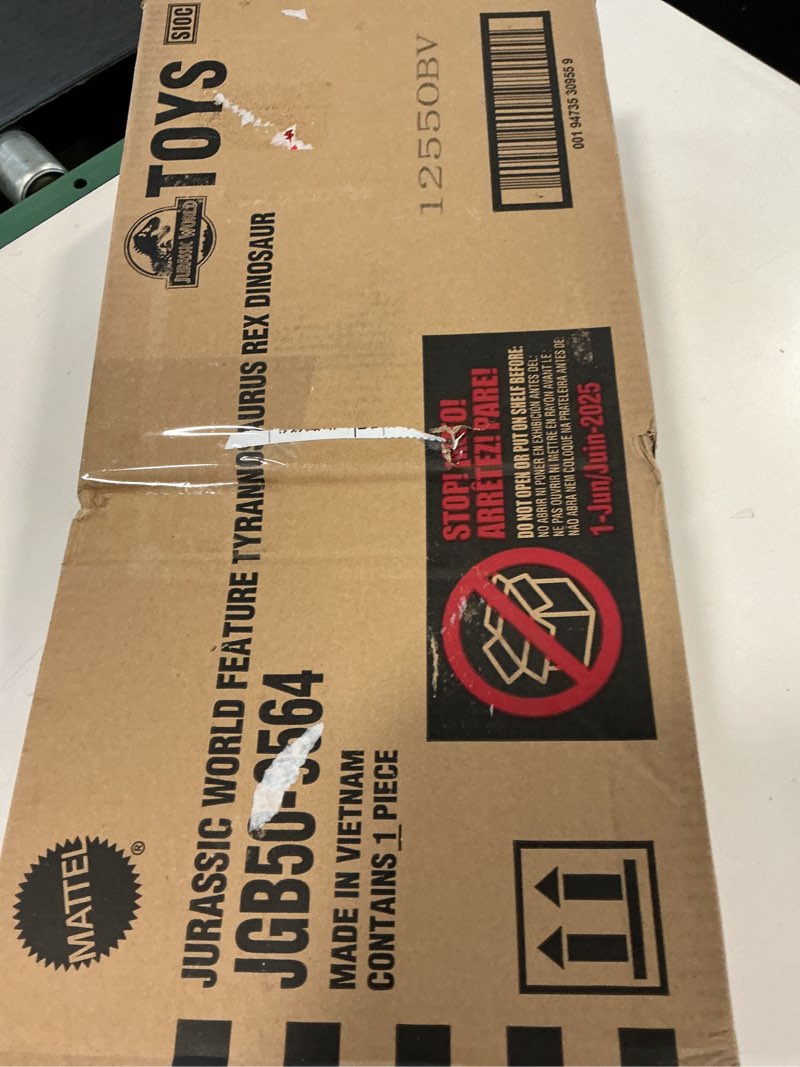 MATTEL ®
JURASSIC WORLD
TOYS
SIOC
JURASSIC WORLD FEATURE TYRANNOSAURUS REX DINOSAUR
JGB50-9564
MADE IN VIETNAM
CONTAINS 1 PIECE
12550BV
001 94735 30955 9
STOP!
ARRÊTEZ! PARE!
DO NOT OPEN OR PUT ON SHELF BEFORE:
NO ABRIR NI PONER EN EXHIBICIÓN ANTES DEL:
NE PAS OUVRIR NI METTRE EN RAYON AVANT LE:
NÃO ABRA NEM COLOQUE NA PRATELEIRA ANTES DE:
1-Jun/Juin-2025